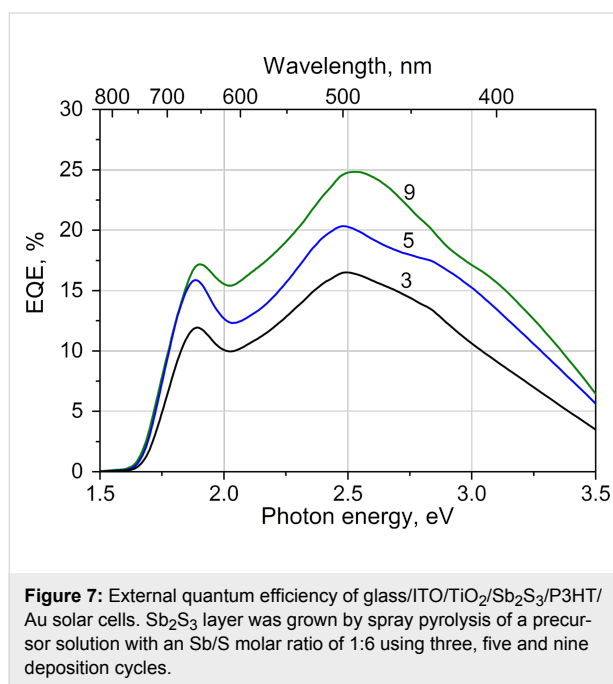 Wavelength, nm
800 700 600 500 400
30
25
20
15
10
5
0
EQE, %
9
5
3
1.5 2.0 2.5 3.0 3.5
Photon energy, eV
Figure 7: External quantum efficiency of glass/ITO/TiO₂/Sb₂S₃/P3HT/
Au solar cells. Sb₂S₃ layer was grown by spray pyrolysis of a precur-
sor solution with an Sb/S molar ratio of 1:6 using three, five and nine
deposition cycles.